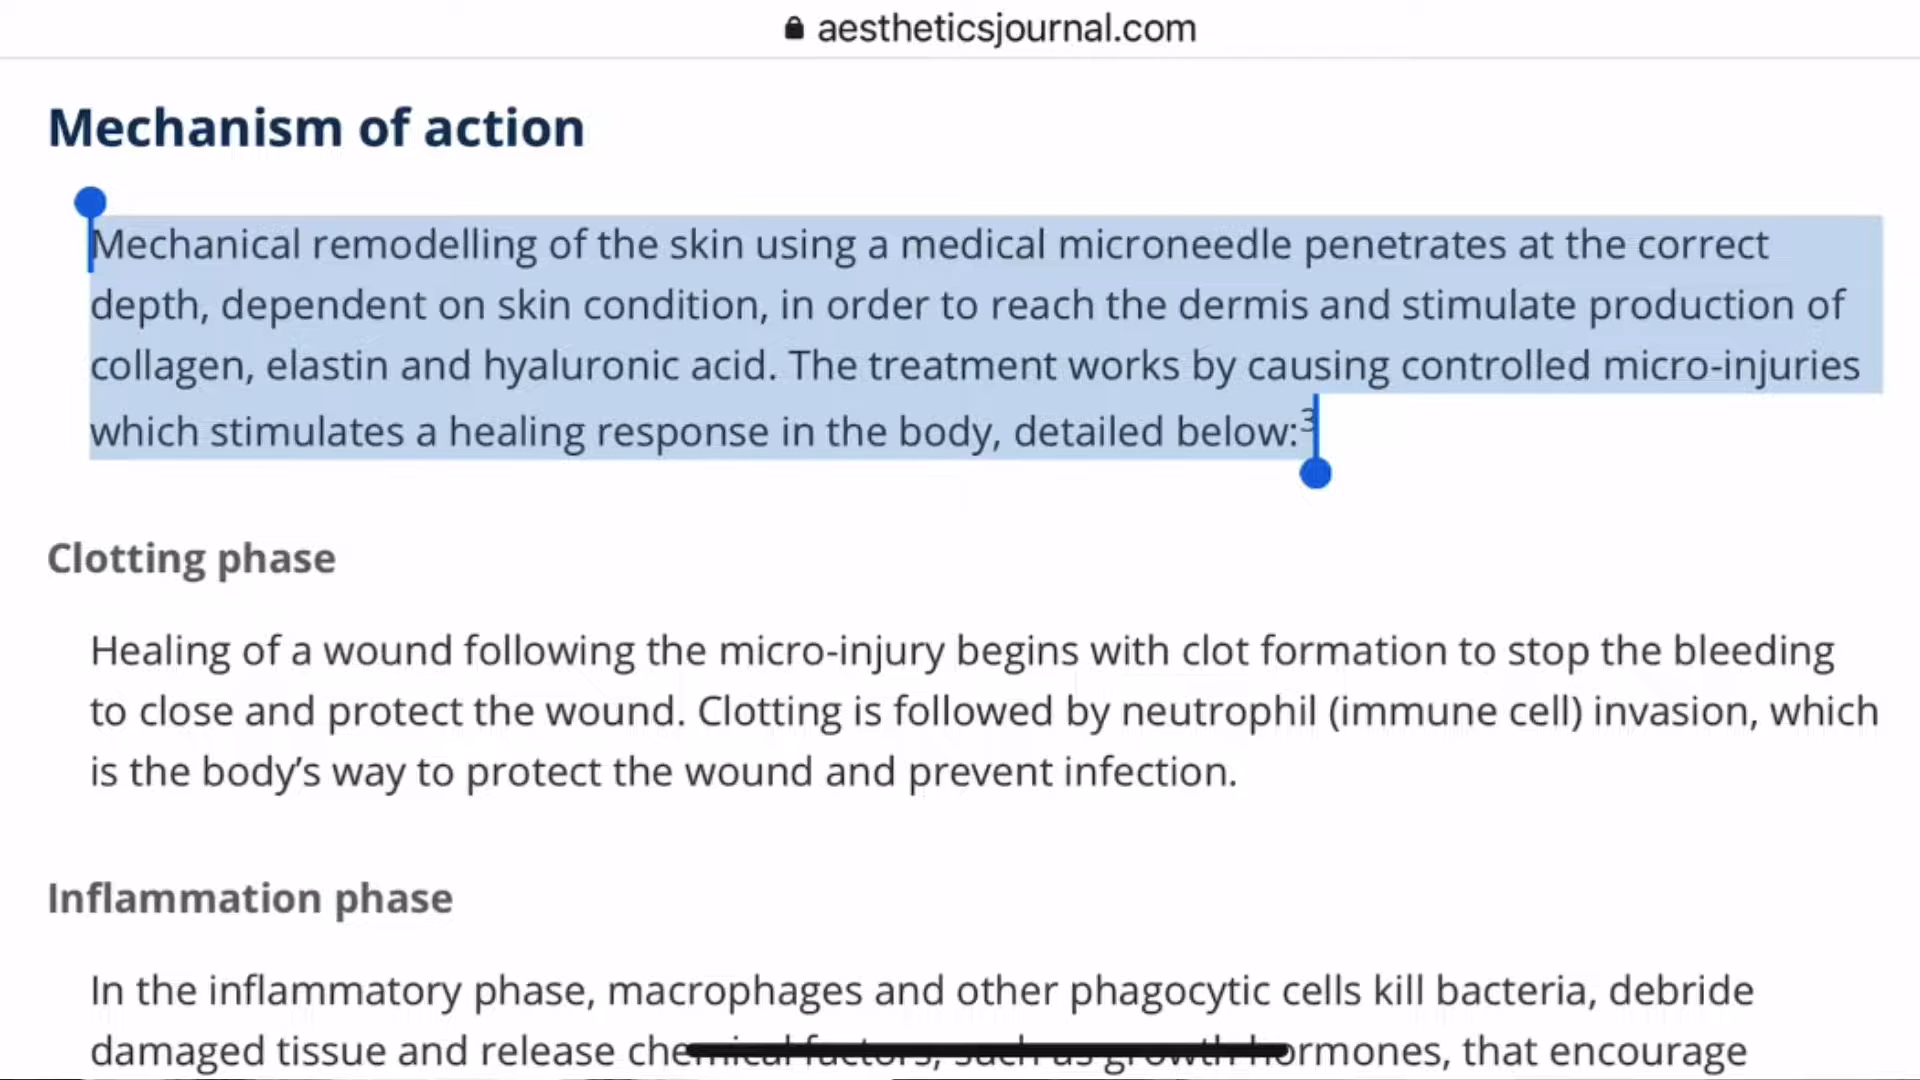 aestheticsjournal.com
Mechanism of action
Mechanical remodelling of the skin using a medical microneedle penetrates at the correct
depth, dependent on skin condition, in order to reach the dermis and stimulate production of
collagen, elastin and hyaluronic acid. The treatment works by causing controlled micro-injuries
which stimulates a healing response in the body, detailed below:3
Clotting phase
Healing of a wound following the micro-injury begins with clot formation to stop the bleeding
to close and protect the wound. Clotting is followed by neutrophil (immune cell) invasion, which
is the body’s way to protect the wound and prevent infection.
Inflammation phase
In the inflammatory phase, macrophages and other phagocytic cells kill bacteria, debride
damaged tissue and release chemical factors, such as growth hormones, that encourage